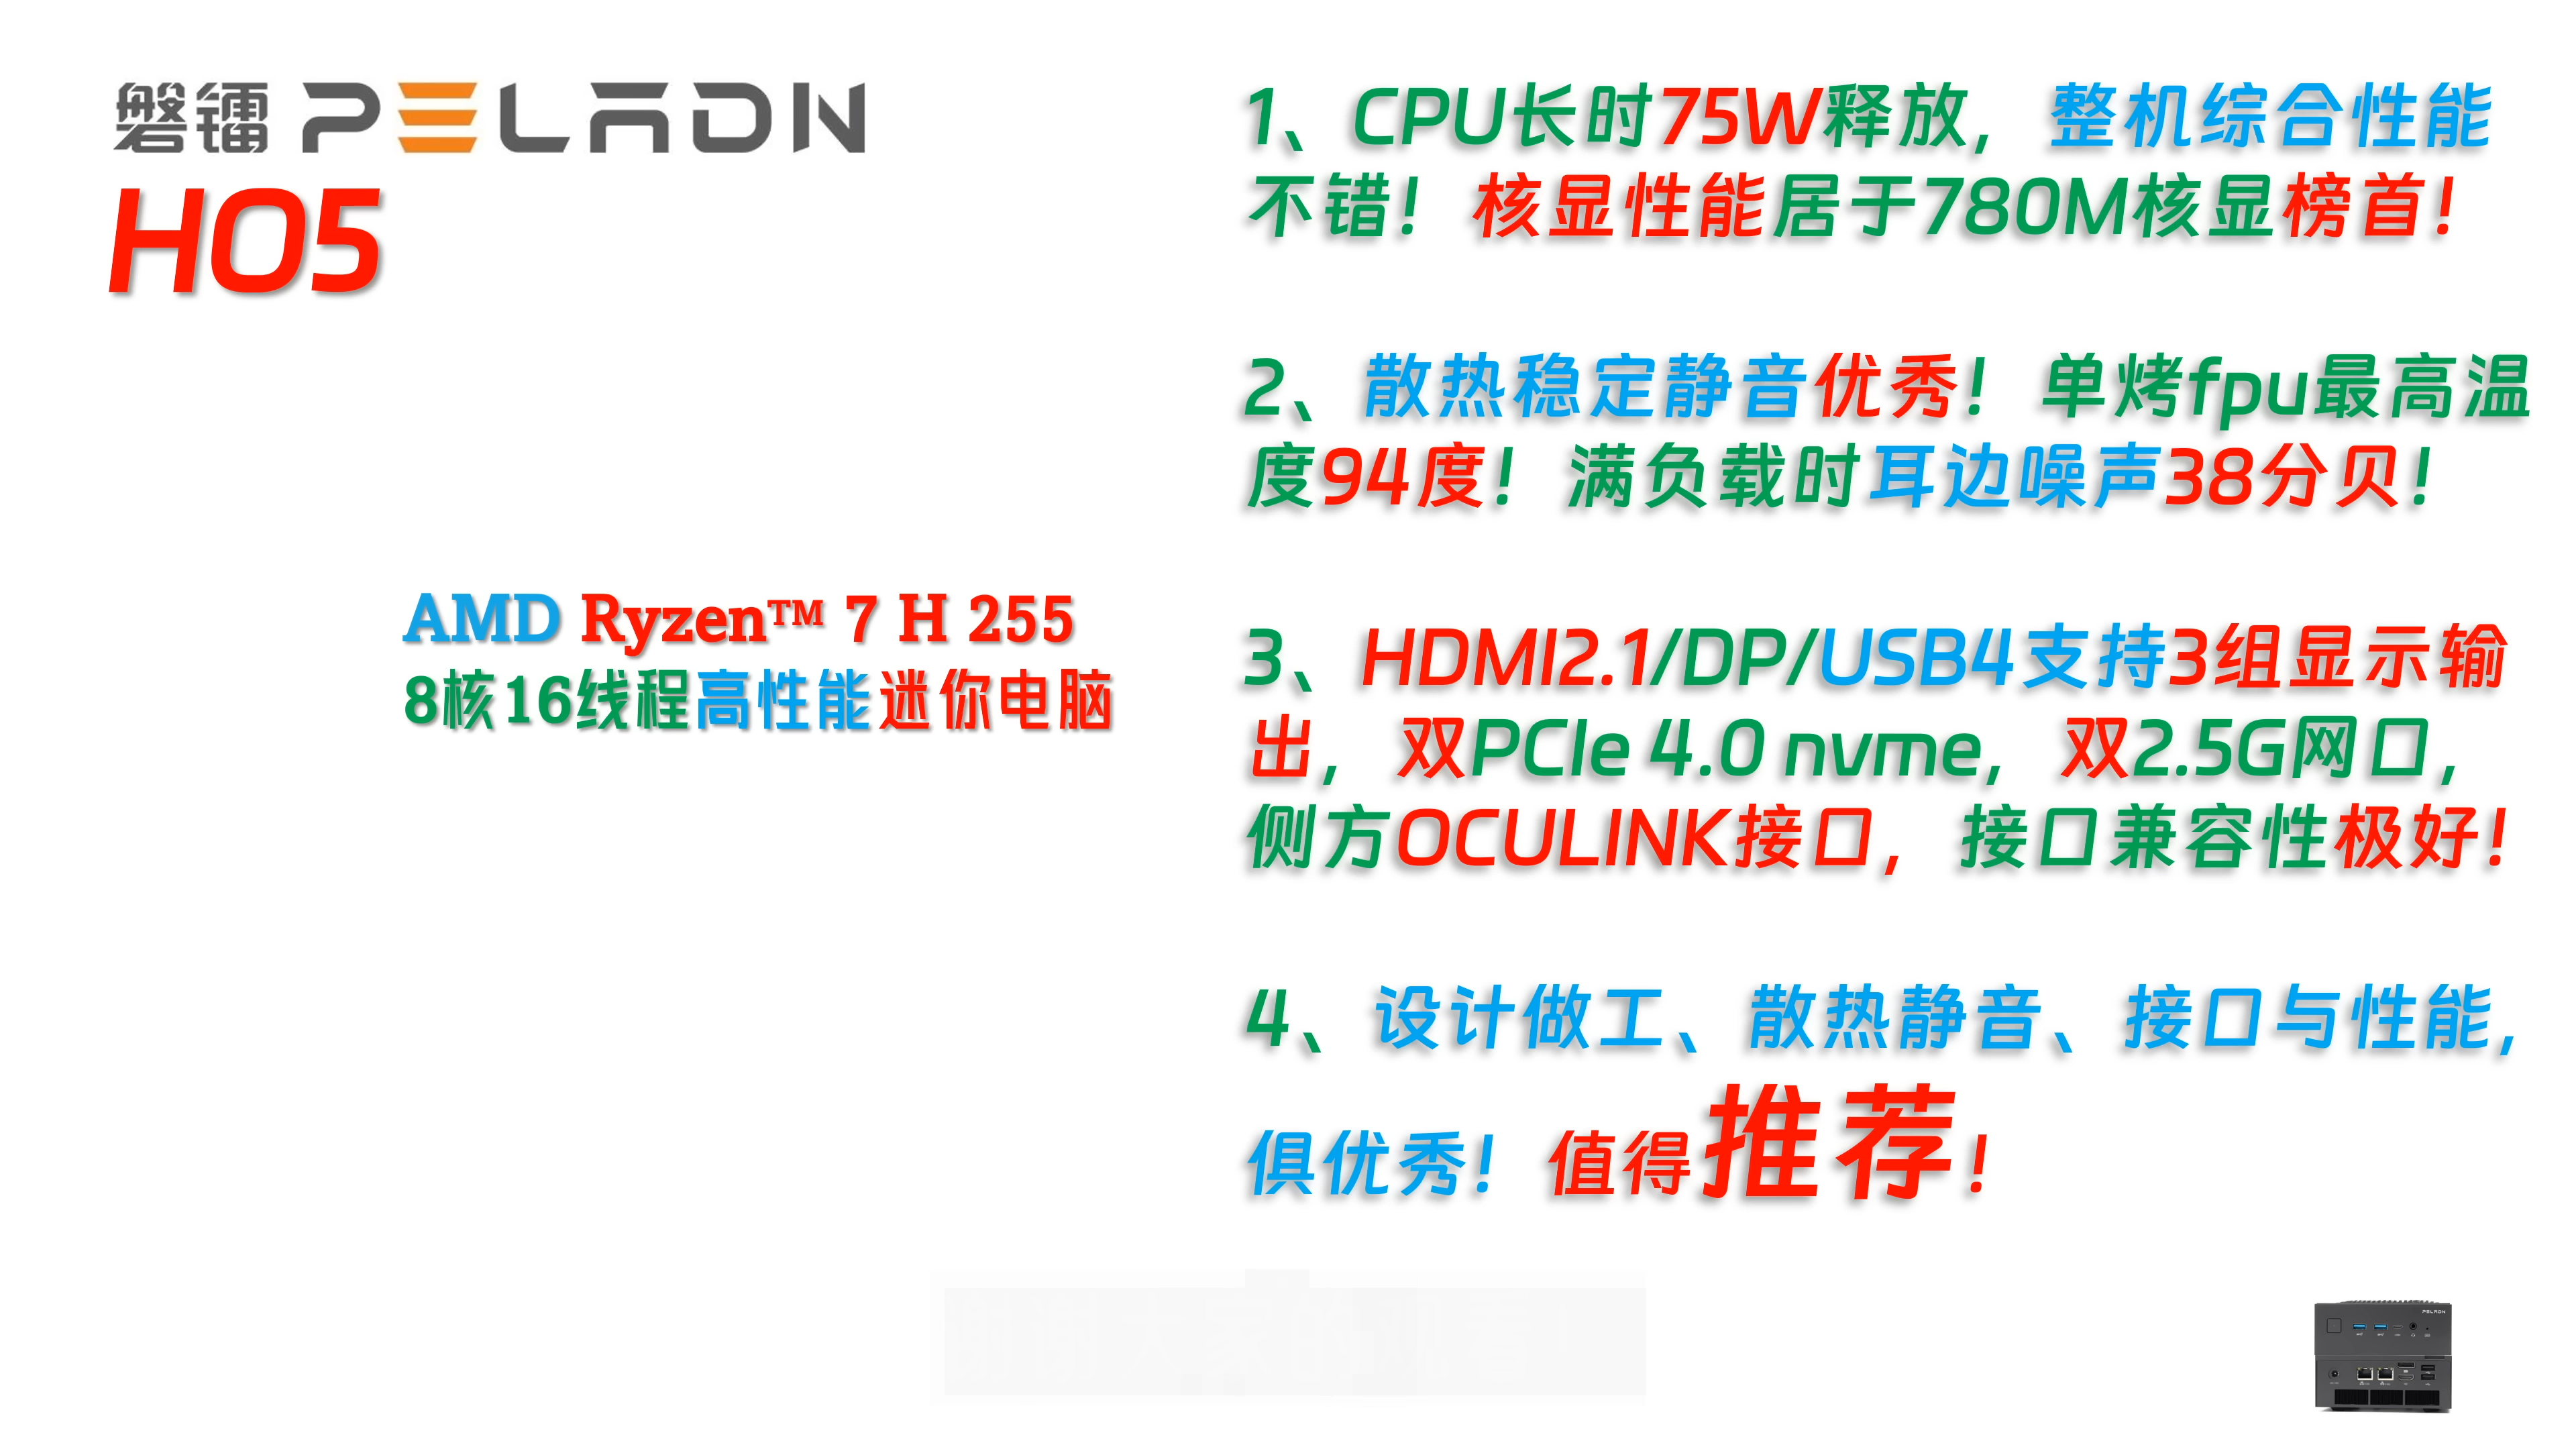 磐镭 PELADN
HO5
AMD Ryzen™ 7 H 255
8核16线程高性能迷你电脑
1、CPU长时75W释放，整机综合性能
不错！核显性能居于780M核显榜首！
2、散热稳定静音优秀！单烤fpu最高温
度94度！满负载时耳边噪声38分贝！
3、HDMI2.1/DP/USB4支持3组显示输
出，双PCIe 4.0 nvme，双2.5G网口，
侧方OCULINK接口，接口兼容性极好！
4、设计做工、散热静音、接口与性能，
俱优秀！值得推荐！
PELADN